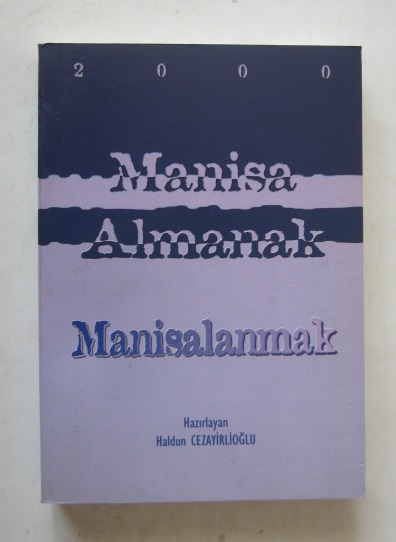 2 0 0 0
Manisa
Almanak
Manisalanmak
Hazırlayan
Haldun CEZAYİRLİOĞLU